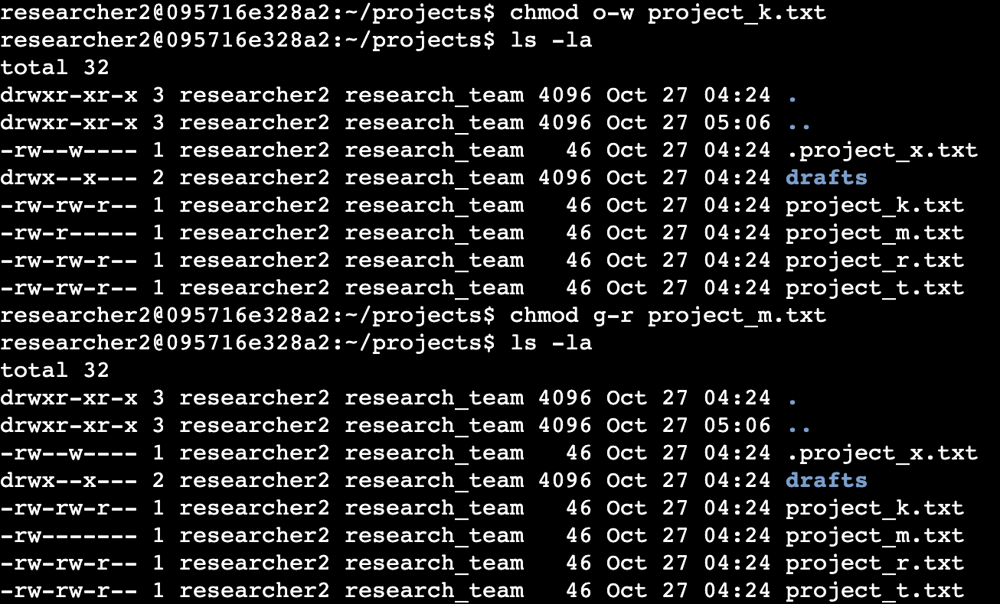 researcher2@095716e328a2:~/projects$ chmod o-w project_k.txt
researcher2@095716e328a2:~/projects$ ls -la
total 32
drwxr-xr-x 3 researcher2 research_team 4096 Oct 27 04:24 .
drwxr-xr-x 3 researcher2 research_team 4096 Oct 27 05:06 ..
-rw--w---- 1 researcher2 research_team   46 Oct 27 04:24 .project_x.txt
drwx--x--- 2 researcher2 research_team 4096 Oct 27 04:24 drafts
-rw-rw-r-- 1 researcher2 research_team   46 Oct 27 04:24 project_k.txt
-rw-r----- 1 researcher2 research_team   46 Oct 27 04:24 project_m.txt
-rw-rw-r-- 1 researcher2 research_team   46 Oct 27 04:24 project_r.txt
-rw-rw-r-- 1 researcher2 research_team   46 Oct 27 04:24 project_t.txt
researcher2@095716e328a2:~/projects$ chmod g-r project_m.txt
researcher2@095716e328a2:~/projects$ ls -la
total 32
drwxr-xr-x 3 researcher2 research_team 4096 Oct 27 04:24 .
drwxr-xr-x 3 researcher2 research_team 4096 Oct 27 05:06 ..
-rw--w---- 1 researcher2 research_team   46 Oct 27 04:24 .project_x.txt
drwx--x--- 2 researcher2 research_team 4096 Oct 27 04:24 drafts
-rw-rw-r-- 1 researcher2 research_team   46 Oct 27 04:24 project_k.txt
-rw------- 1 researcher2 research_team   46 Oct 27 04:24 project_m.txt
-rw-rw-r-- 1 researcher2 research_team   46 Oct 27 04:24 project_r.txt
-rw-rw-r-- 1 researcher2 research_team   46 Oct 27 04:24 project_t.txt